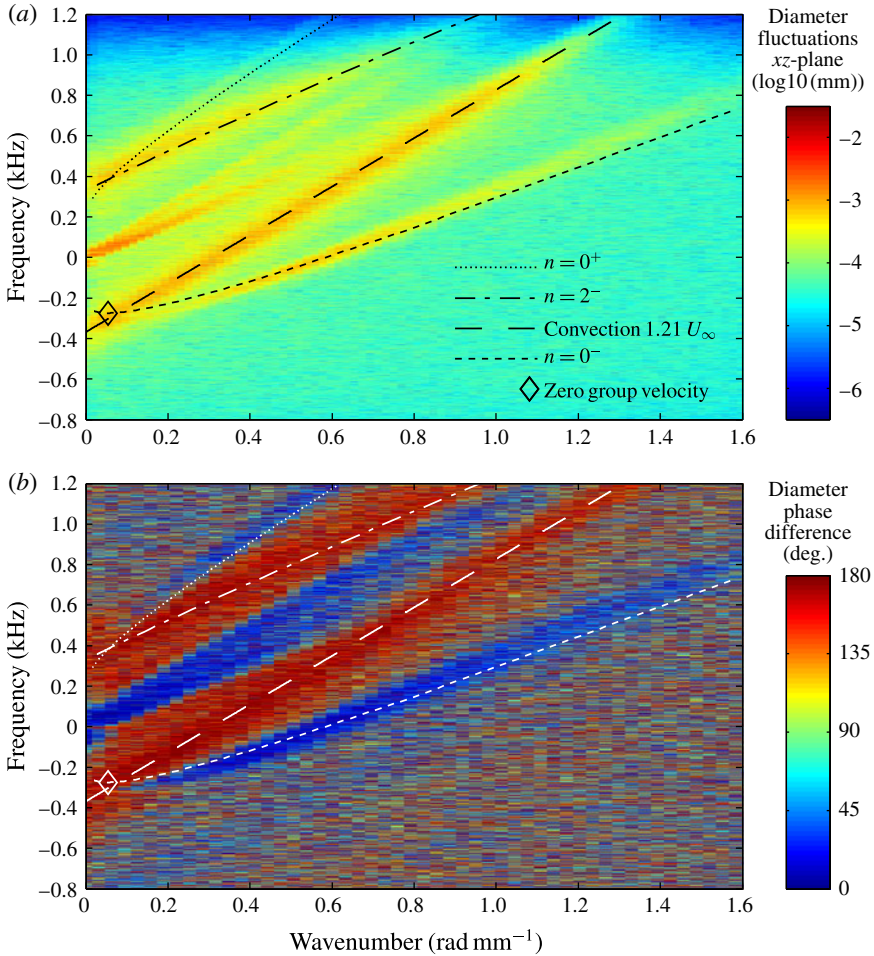 (a)
1.2
1.0
0.8
0.6
0.4
0.2
0
–0.2
–0.4
–0.6
–0.8
Frequency (kHz)
0 0.2 0.4 0.6 0.8 1.0 1.2 1.4 1.6
n = 0⁺
n = 2⁻
Convection 1.21 U∞
n = 0⁻
Zero group velocity
Diameter
fluctuations
xz-plane
(log10 (mm))
–2
–3
–4
–5
–6
(b)
1.2
1.0
0.8
0.6
0.4
0.2
0
–0.2
–0.4
–0.6
–0.8
Frequency (kHz)
0 0.2 0.4 0.6 0.8 1.0 1.2 1.4 1.6
Wavenumber (rad mm⁻¹)
Diameter
phase
difference
(deg.)
180
135
90
45
0